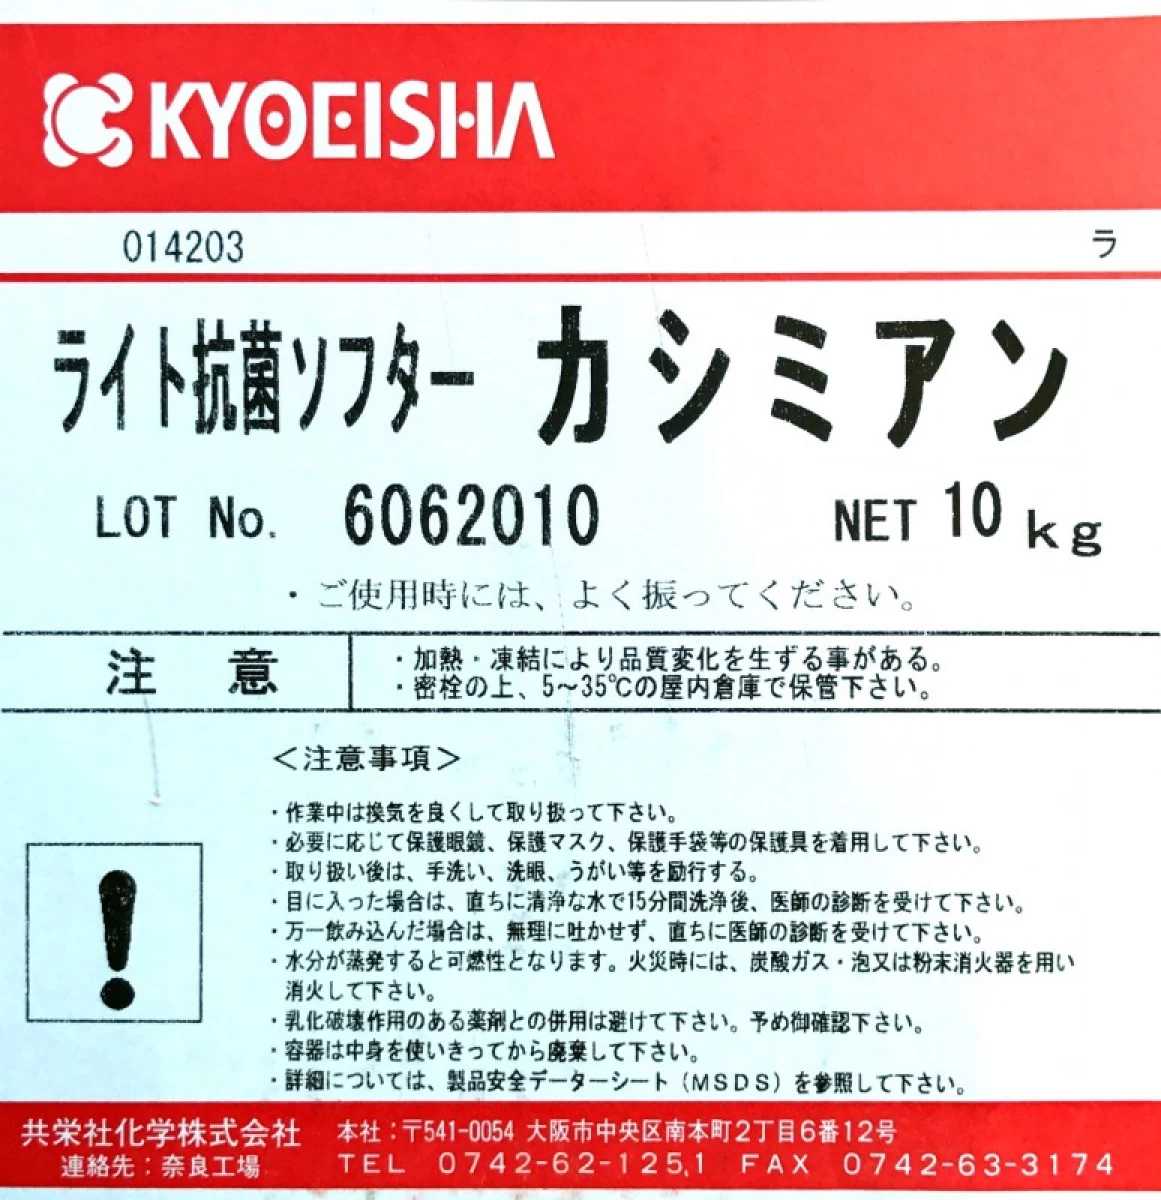 KYOEISHA
014203 ラ
ライト抗菌ソフター カシミアン
LOT No. 6062010 NET 10 kg
・ご使用時には、よく振ってください。
注意
・加熱・凍結により品質変化を生ずる事がある。
・密栓の上、5～35℃の屋内倉庫で保管下さい。
＜注意事項＞
・作業中は換気を良くして取り扱って下さい。
・必要に応じて保護眼鏡、保護マスク、保護手袋等の保護具を着用して下さい。
・取り扱い後は、手洗い、洗眼、うがい等を励行する。
・目に入った場合は、直ちに清浄な水で15分間洗浄後、医師の診断を受けて下さい。
・万一飲み込んだ場合は、無理に吐かせず、直ちに医師の診断を受けて下さい。
・水分が蒸発すると可燃性となります。火災時には、炭酸ガス・泡又は粉末消火器を用い
消火して下さい。
・乳化破壊作用のある薬剤との併用は避けて下さい。予め御確認下さい。
・容器は中身を使いきってから廃棄して下さい。
・詳細については、製品安全データーシート（MSDS）を参照して下さい。
共栄社化学株式会社 本社：〒541-0054 大阪市中央区南本町2丁目6番12号
連絡先：奈良工場 TEL 0742-62-1251 FAX 0742-63-3174